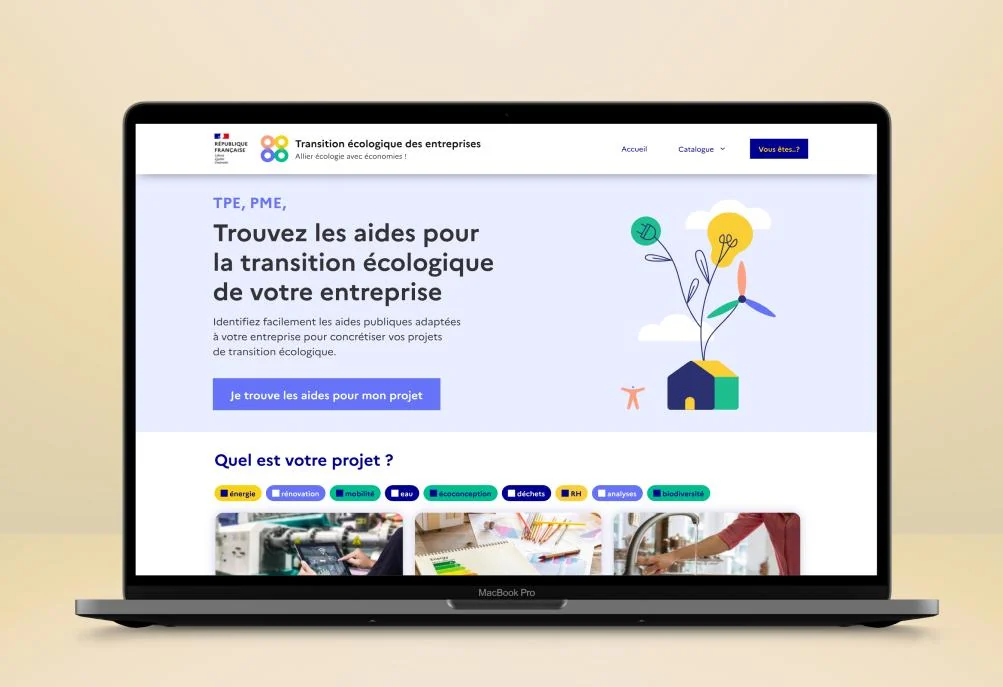 RÉPUBLIQUE
FRANÇAISE
Liberté
Égalité
Fraternité
Transition écologique des entreprises
Allier écologie avec économies !
Accueil
Catalogue
Vous êtes..?
TPE, PME,
Trouvez les aides pour
la transition écologique
de votre entreprise
Identifiez facilement les aides publiques adaptées
à votre entreprise pour concrétiser vos projets
de transition écologique.
Je trouve les aides pour mon projet
Quel est votre projet ?
énergie
rénovation
mobilité
eau
écoconception
déchets
RH
analyses
biodiversité
MacBook Pro